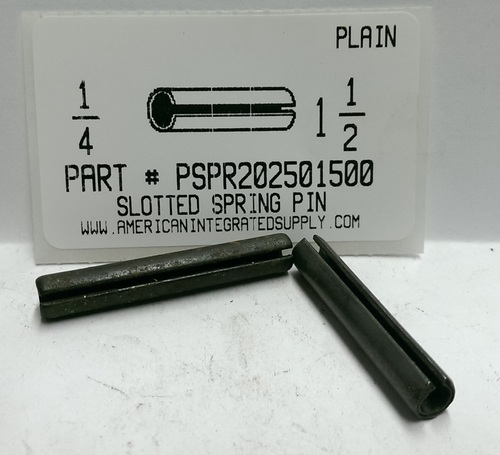 PLAIN
1/4
1 1/2
PART # PSPR202501500
SLOTTED SPRING PIN
WWW.AMERICANINTEGRATEDSUPPLY.COM